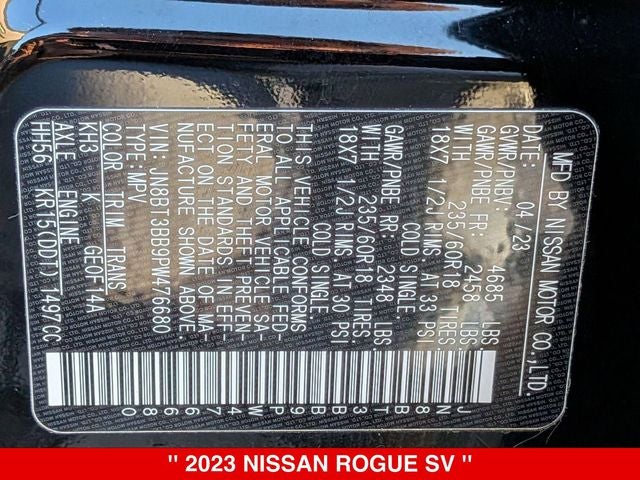 MFD BY NISSAN MOTOR CO.,LTD.
DATE: 04/23
GVWR/PNBV: 4685 LBS.
GAWR/PNBE FR: 2458 LBS.
WITH 235/60R18 TIRES
18X7 1/2J RIMS AT 33 PSI
COLD SINGLE
GAWR/PNBE RR: 2348 LBS.
WITH 235/60R18 TIRES
18X7 1/2J RIMS AT 30 PSI
COLD SINGLE
THIS VEHICLE CONFORMS
TO ALL APPLICABLE FED-
ERAL MOTOR VEHICLE SA-
FETY AND THEFT PREVEN-
TION STANDARDS IN EFF-
ECT ON THE DATE OF MA-
NUFACTURE SHOWN ABOVE.
VIN: JN8BT3BB9PW476680
TYPE: MPV
COLOR TRIM TRANS
KH3 K GE0F14A
AXLE ENGINE
HH56 KR15(DDT) 1497CC
JN8BT3BB9PW476680
" 2023 NISSAN ROGUE SV "